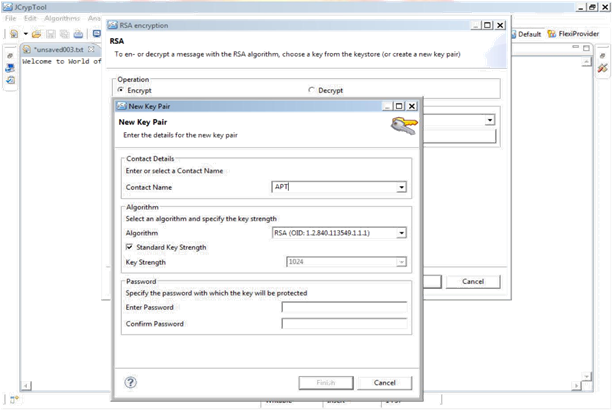 JCrypTool
File Edit Algorithms
Default FlexiProvider
*unsaved003.txt
Welcome to World of
RSA encryption
RSA
To en- or decrypt a message with the RSA algorithm, choose a key from the keystore (or create a new key pair)
Operation
Encrypt Decrypt
New Key Pair
New Key Pair
Enter the details for the new key pair
Contact Details
Enter or select a Contact Name
Contact Name APT
Algorithm
Select an algorithm and specify the key strength
Algorithm RSA (OID: 1.2.840.113549.1.1.1)
Standard Key Strength
Key Strength 1024
Password
Specify the password with which the key will be protected
Enter Password
Confirm Password
Finish Cancel
Cancel